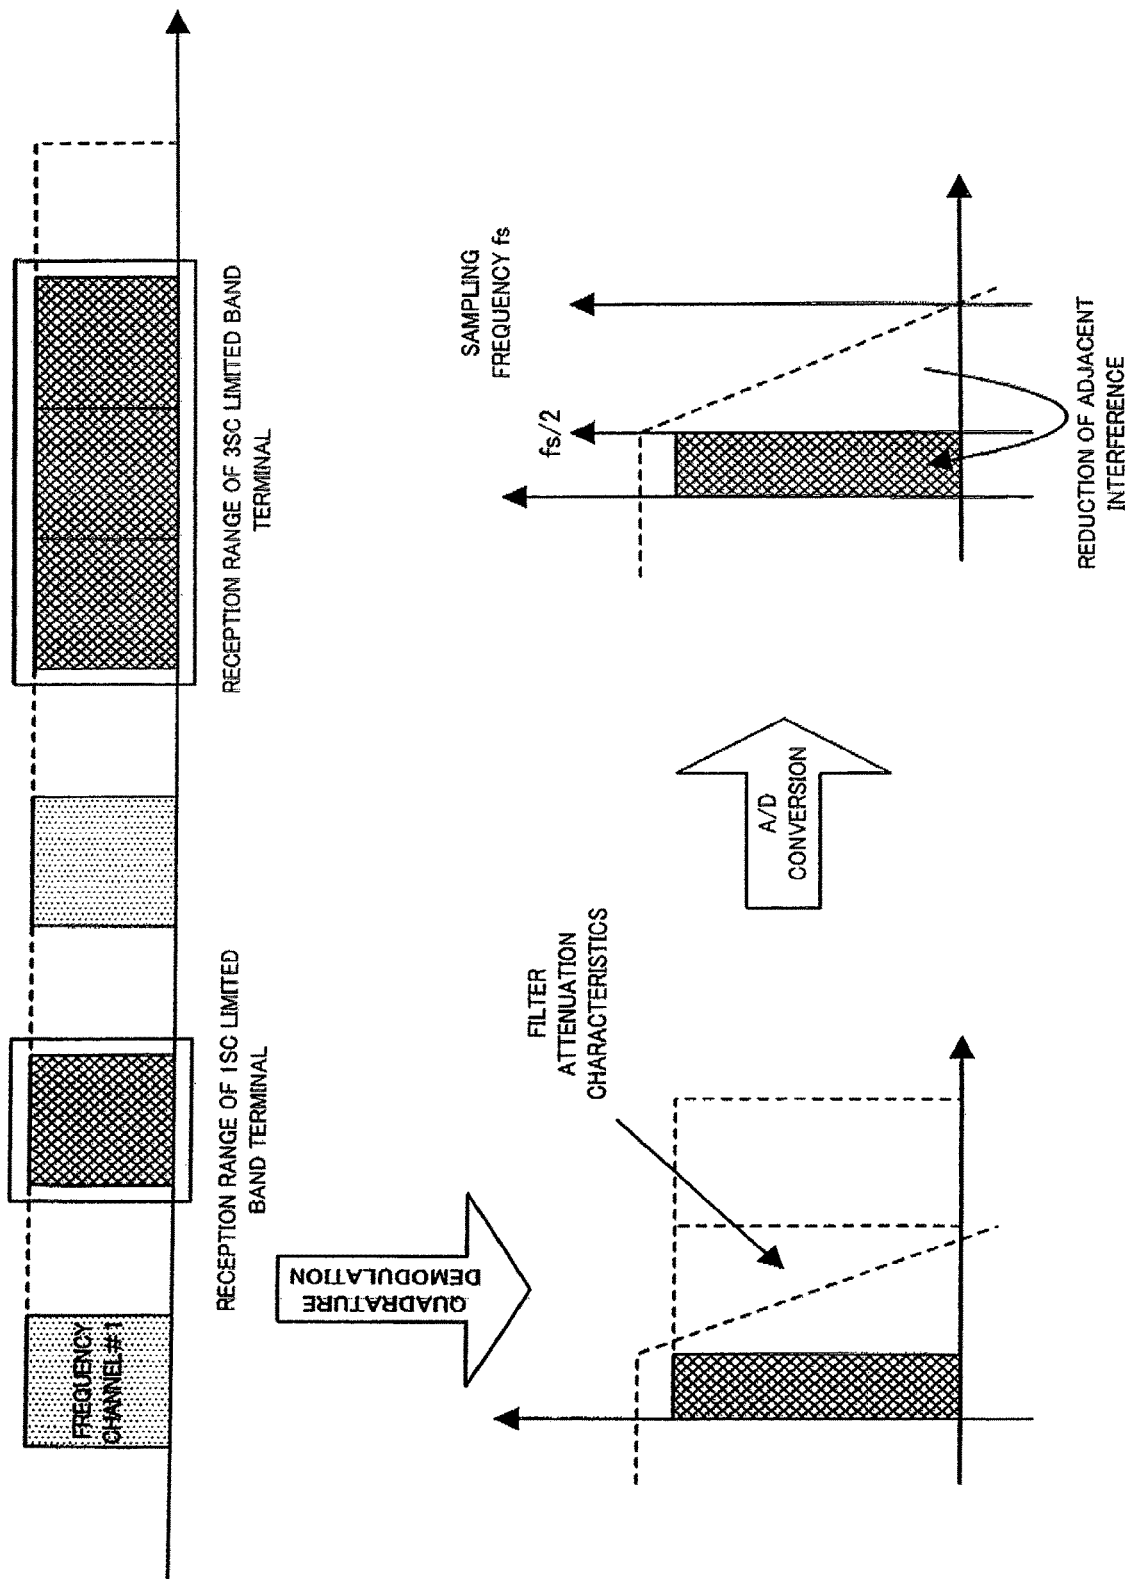 FREQUENCY
CHANNEL#1
RECEPTION RANGE OF 1SC LIMITED
BAND TERMINAL
RECEPTION RANGE OF 3SC LIMITED BAND
TERMINAL
QUADRATURE
DEMODULATION
FILTER
ATTENUATION
CHARACTERISTICS
A/D
CONVERSION
fs/2
SAMPLING
FREQUENCY fs
REDUCTION OF ADJACENT
INTERFERENCE